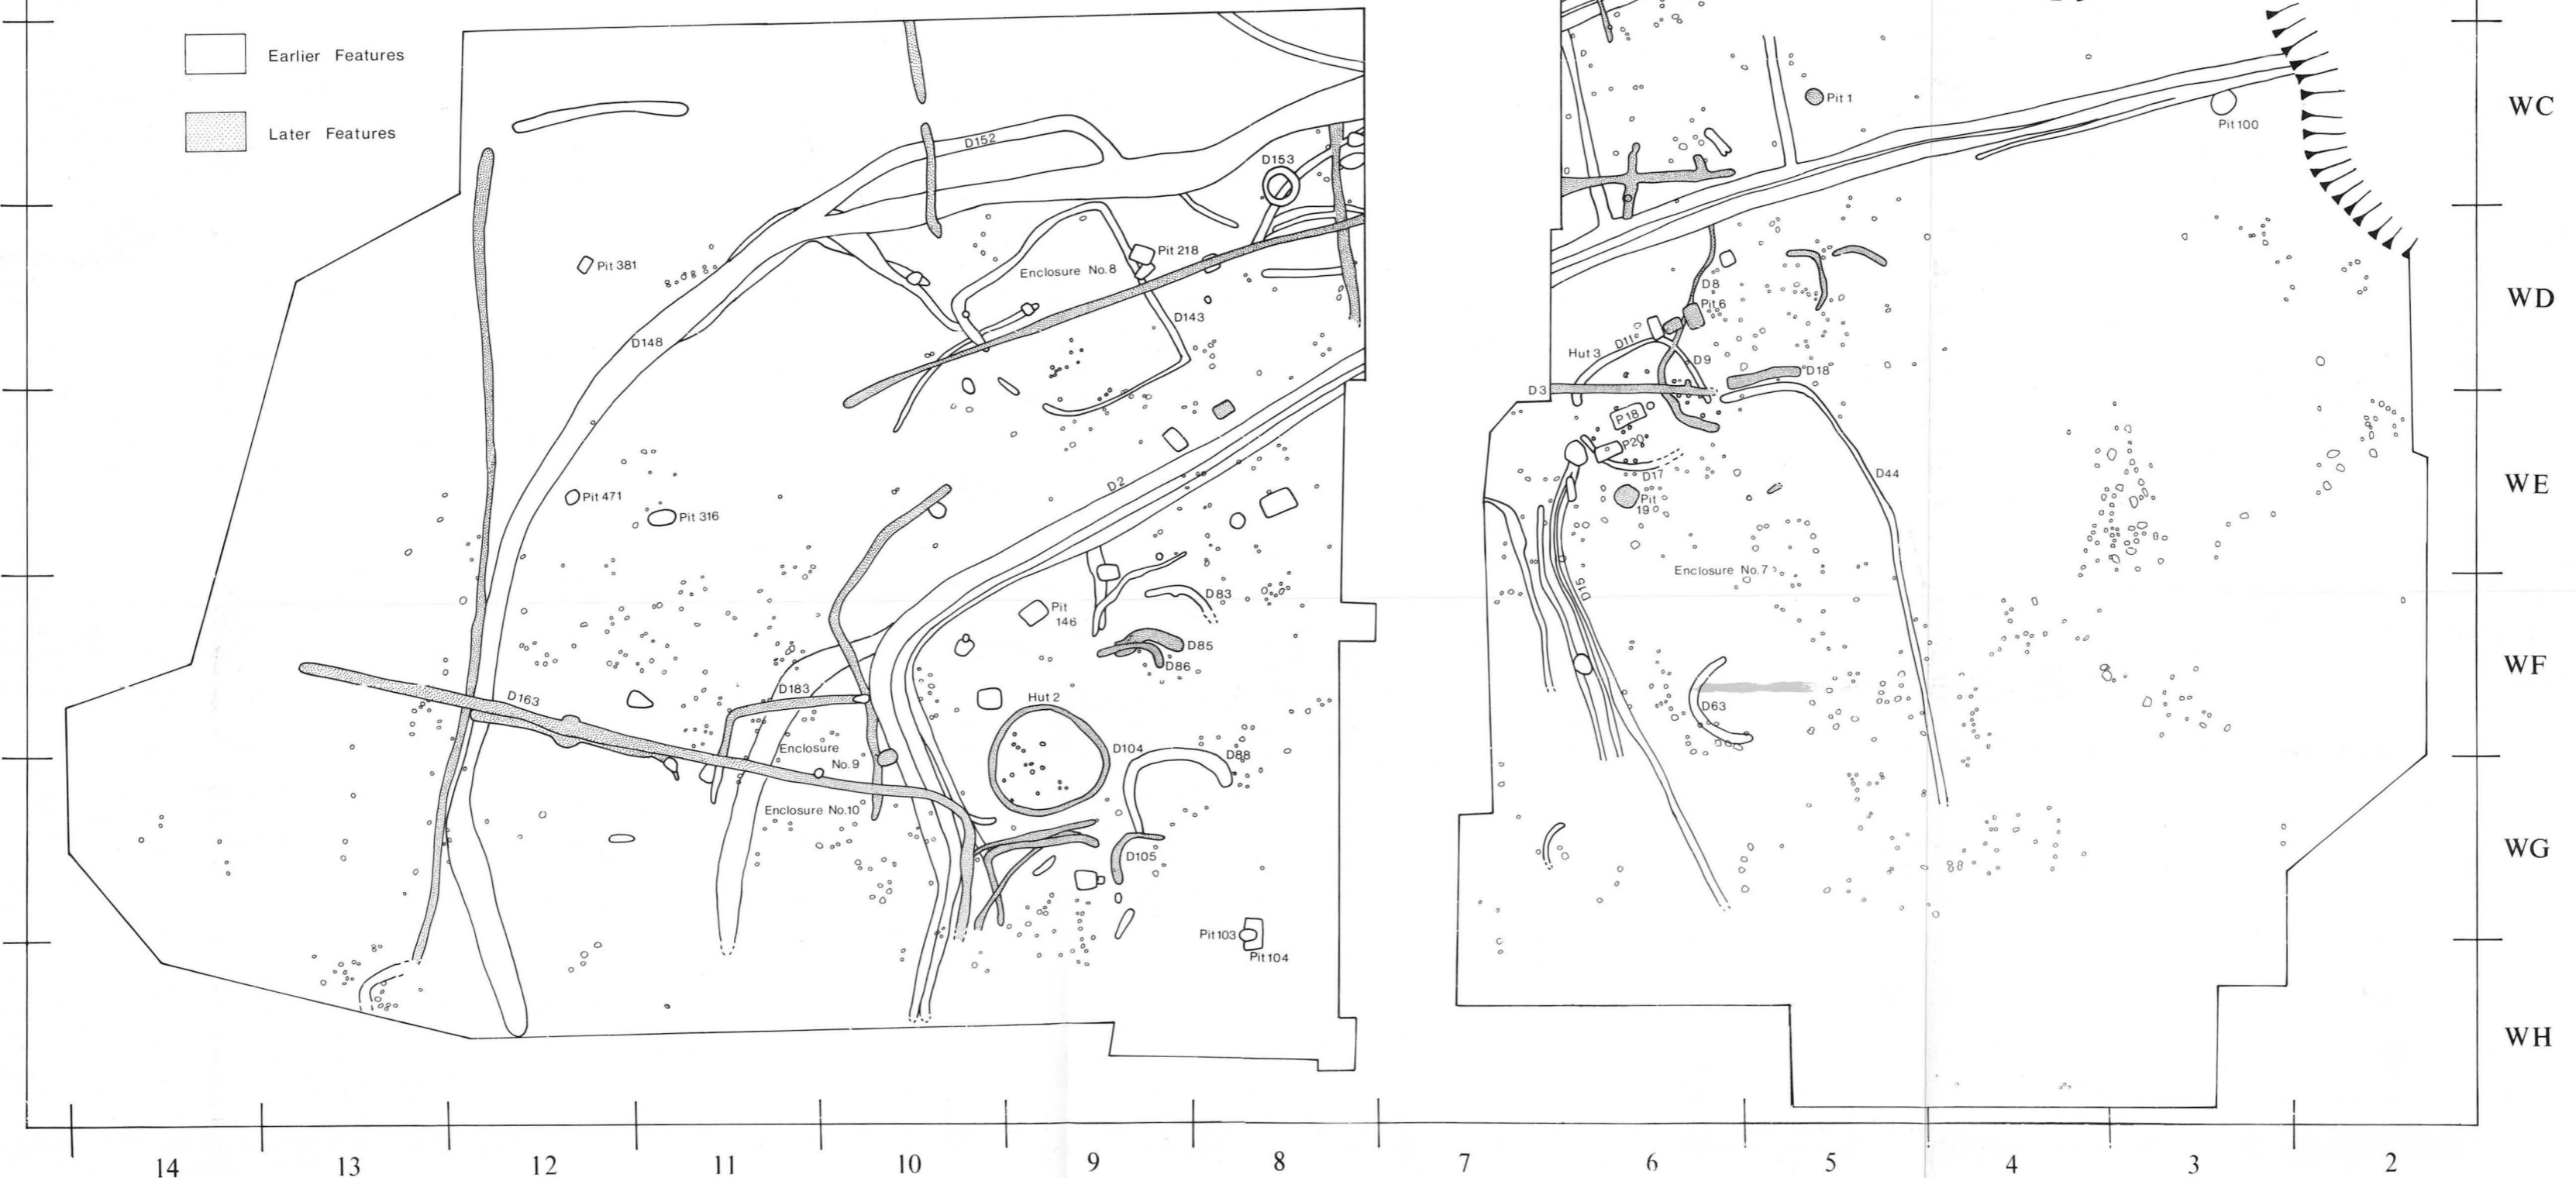 Earlier Features
Later Features
D152
D153
Pit 1
Pit 100
WC
Pit 381
Pit 218
Enclosure No.8
D143
D148
D8
Pit 6
D11
Hut 3
D9
D18
D3
WD
P18
P20
D17
Pit
19
D44
Pit 471
Pit 316
D2
WE
Enclosure No.7
D15
D83
Pit
146
D85
D86
WF
D163
D183
Hut 2
D63
Enclosure
No.9
D104
D88
Enclosure No.10
D105
WG
Pit 103
Pit 104
WH
14 13 12 11 10 9 8 7 6 5 4 3 2